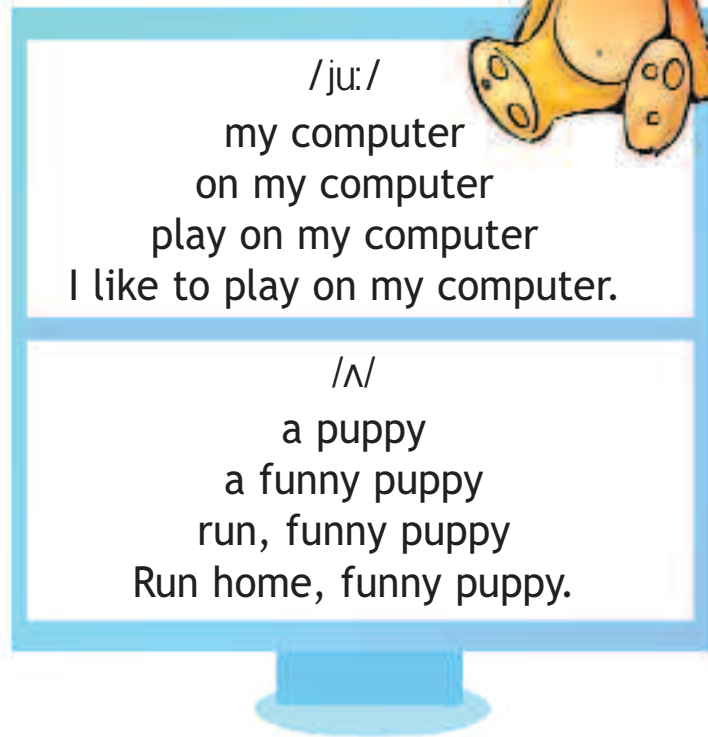 /juː/
my computer
on my computer
play on my computer
I like to play on my computer.
/ʌ/
a puppy
a funny puppy
run, funny puppy
Run home, funny puppy.